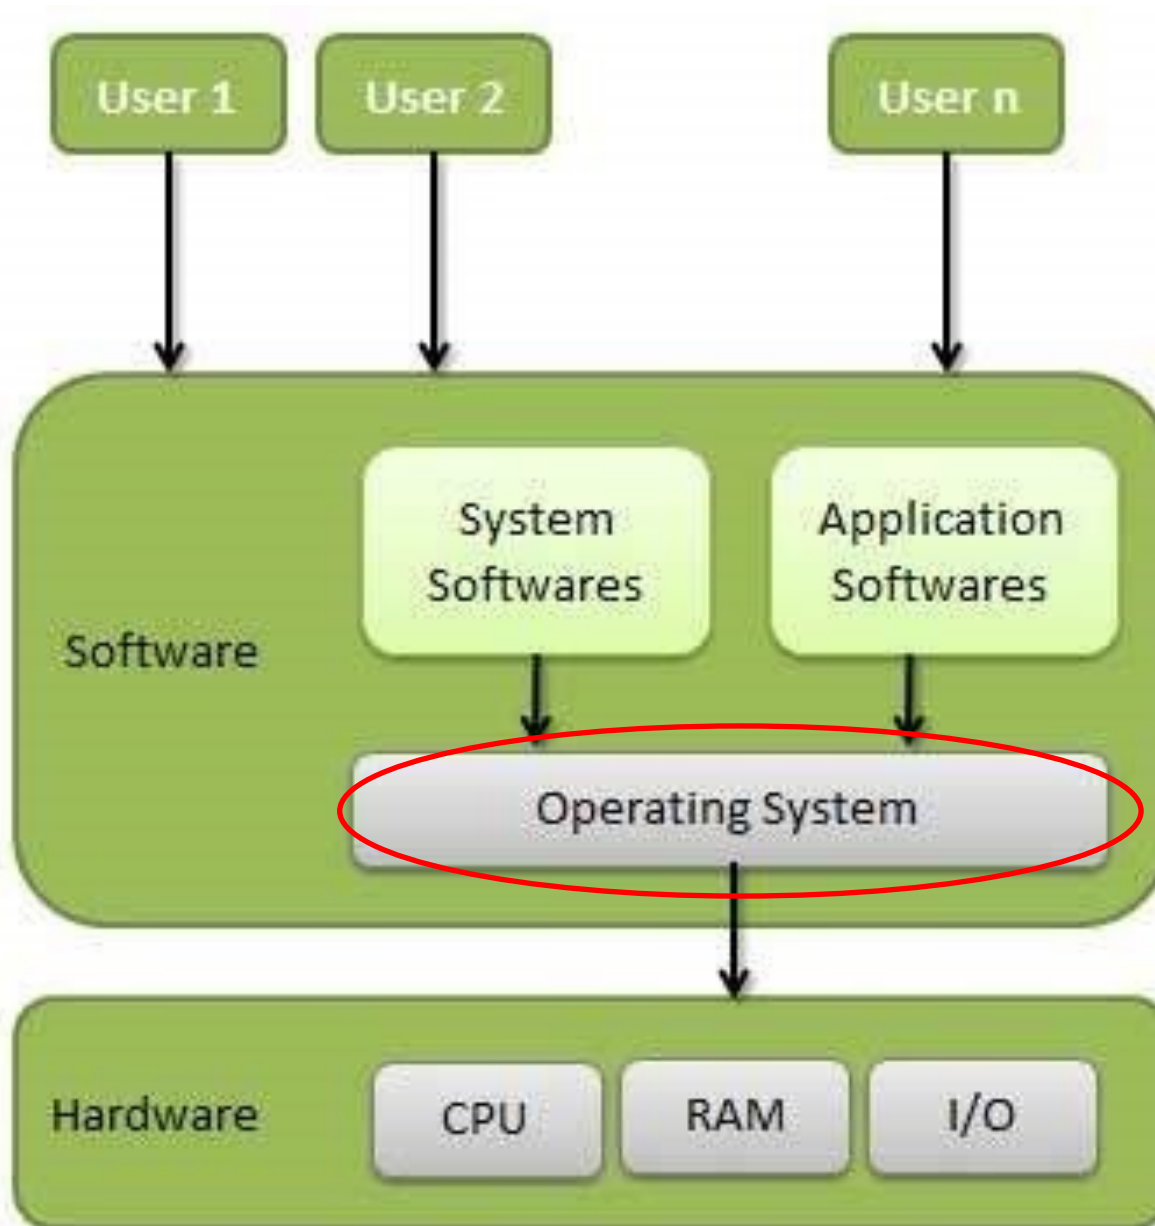 User 1
User 2
User n
System
Softwares
Application
Softwares
Software
Operating System
Hardware
CPU
RAM
I/O